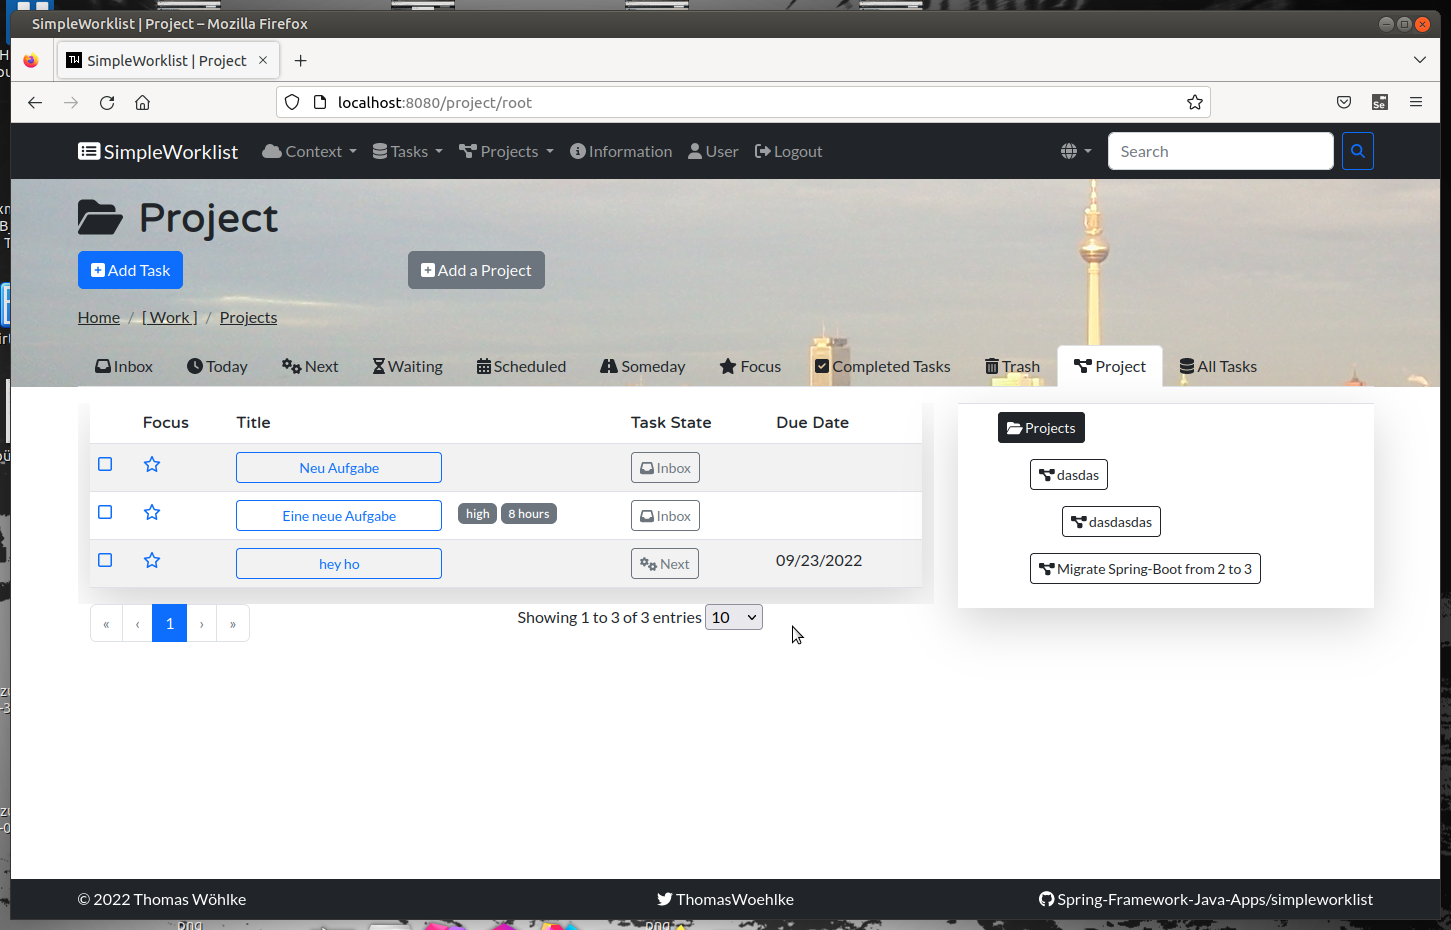 SimpleWorklist | Project – Mozilla Firefox
TW SimpleWorklist | Project
localhost:8080/project/root
Se
SimpleWorklist Context Tasks Projects Information User Logout Search
Project
Add Task Add a Project
Home / [ Work ] / Projects
Inbox Today Next Waiting Scheduled Someday Focus Completed Tasks Trash Project All Tasks
Focus Title Task State Due Date
Neu Aufgabe Inbox
Eine neue Aufgabe high 8 hours Inbox
hey ho Next 09/23/2022
Projects
dasdas
dasdasdas
Migrate Spring-Boot from 2 to 3
« ‹ 1 › »
Showing 1 to 3 of 3 entries 10
© 2022 Thomas Wöhlke ThomasWoehlke Spring-Framework-Java-Apps/simpleworklist
png png